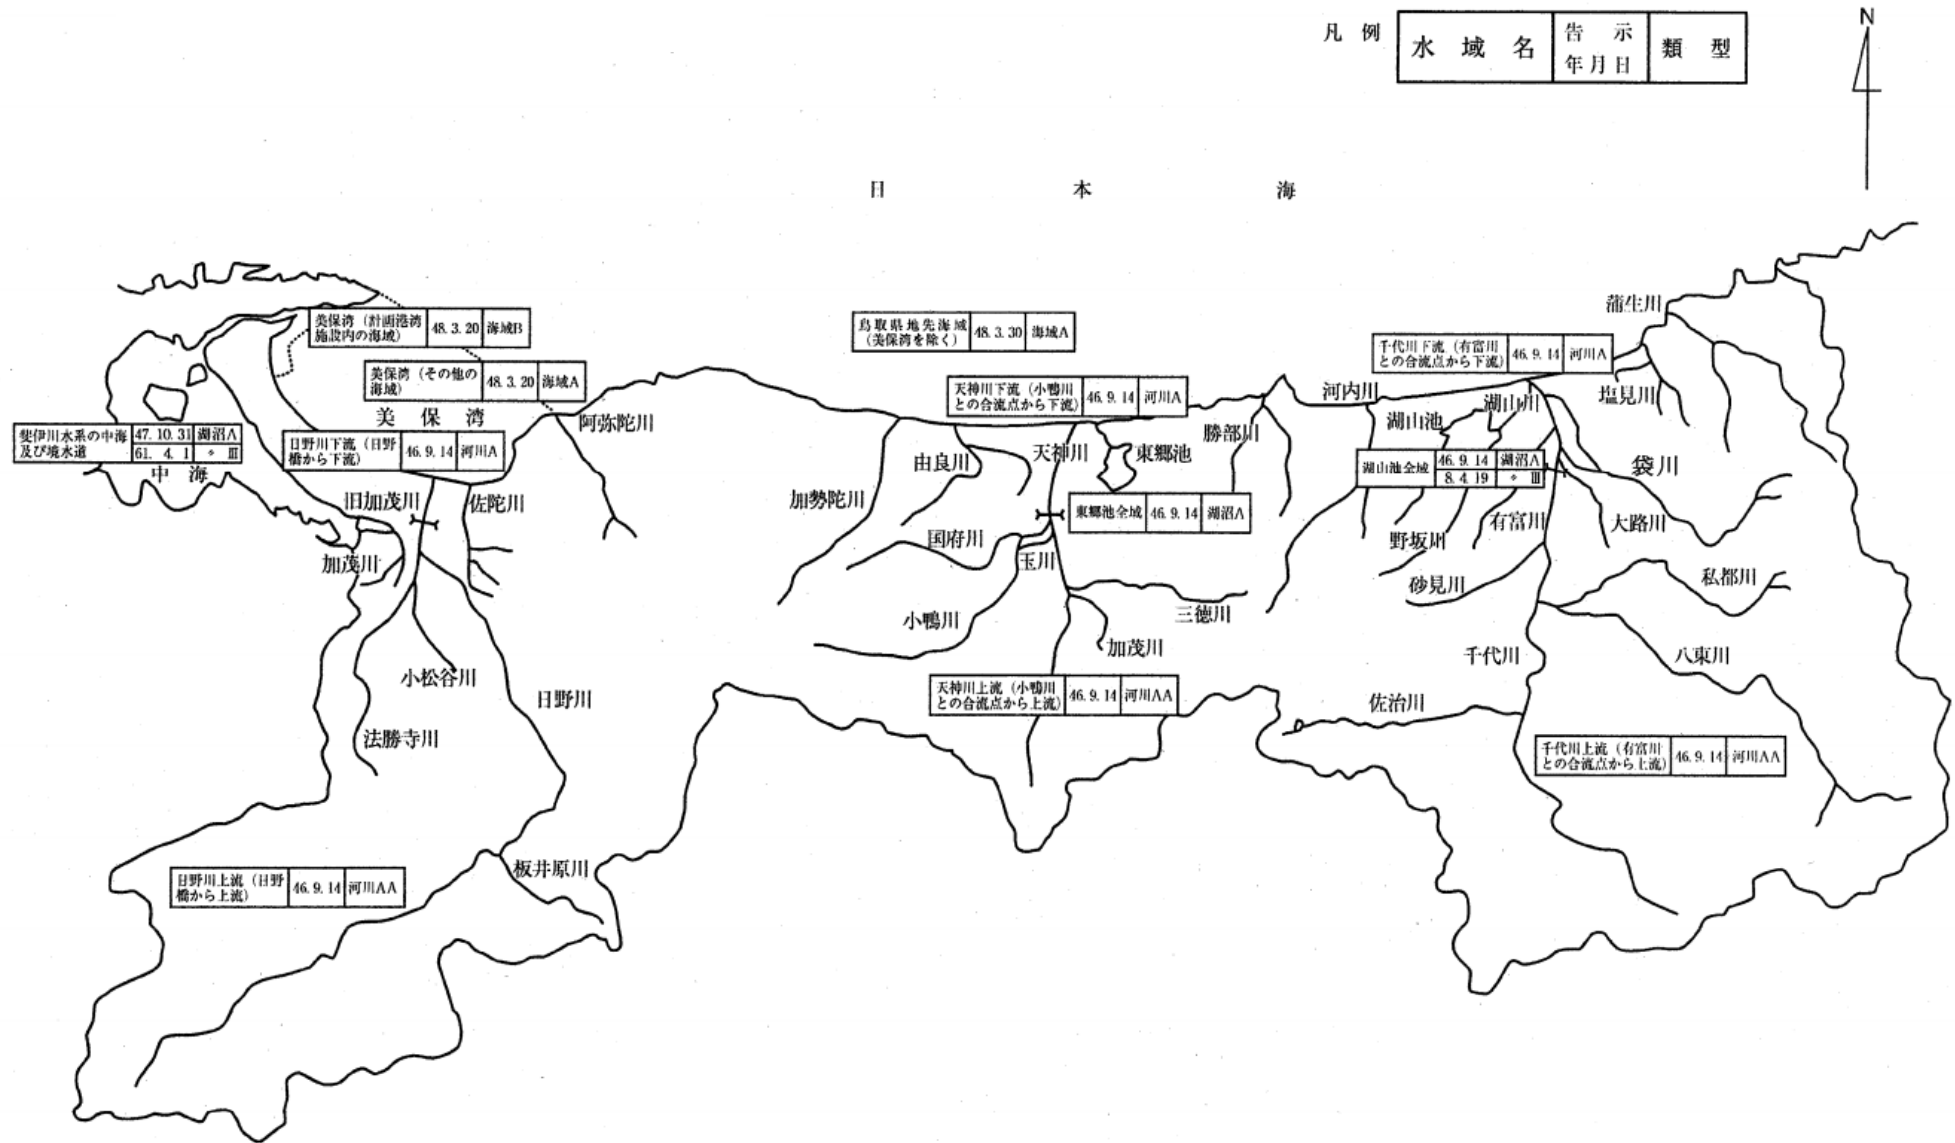 凡例
水域名
告示
年月日
類型
N
日本海
美保湾（計画港湾
施設内の海域）
48. 3. 20
海域B
美保湾（その他の
海域）
48. 3. 20
海域A
美保湾
鳥取県地先海域
（美保湾を除く）
48. 3. 30
海域A
斐伊川水系の中海
及び境水道
47. 10. 31
湖沼A
61. 4. 1
〃 Ⅲ
中海
日野川下流（日野
橋から下流）
46. 9. 14
河川A
旧加茂川
佐陀川
加茂川
阿弥陀川
小松谷川
日野川
法勝寺川
板井原川
日野川上流（日野
橋から上流）
46. 9. 14
河川AA
天神川下流（小鴨川
との合流点から下流）
46. 9. 14
河川A
加勢陀川
由良川
天神川
東郷池
勝部川
東郷池全域
46. 9. 14
湖沼A
国府川
玉川
小鴨川
三徳川
加茂川
天神川上流（小鴨川
との合流点から上流）
46. 9. 14
河川AA
河内川
千代川下流（有富川
との合流点から下流）
46. 9. 14
河川A
蒲生川
塩見川
湖山川
湖山池
湖山池全域
46. 9. 14
湖沼A
8. 4. 19
〃 Ⅲ
袋川
大路川
有富川
野坂川
砂見川
私都川
八東川
千代川
佐治川
千代川上流（有富川
との合流点から上流）
46. 9. 14
河川AA